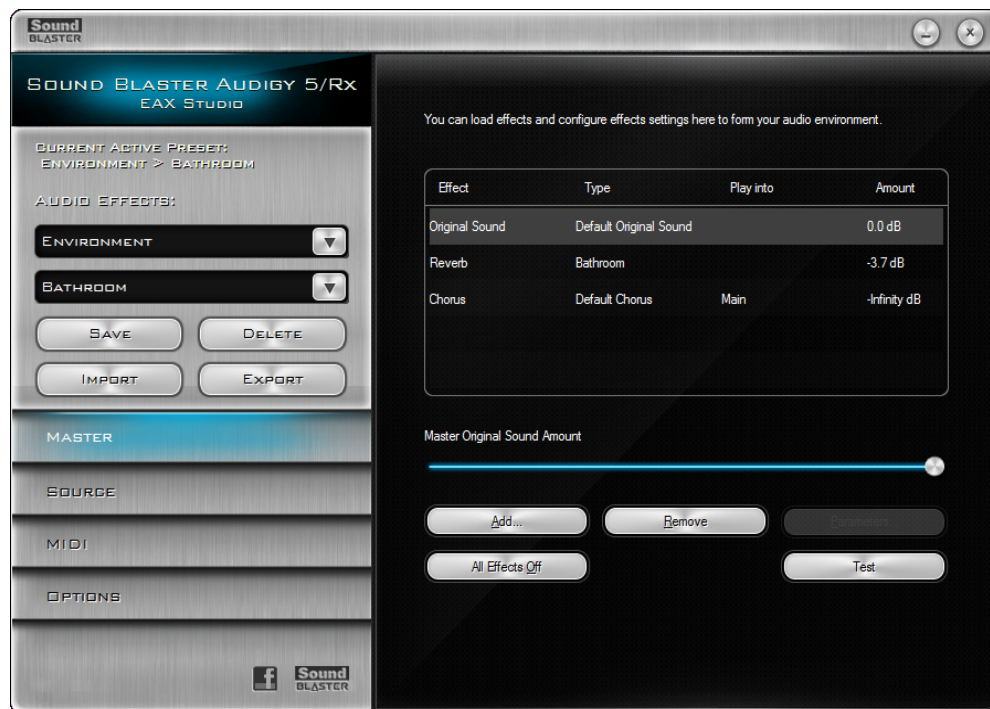 Sound
BLASTER
SOUND BLASTER AUDIGY 5/RX
EAX STUDIO
CURRENT ACTIVE PRESET:
ENVIRONMENT > BATHROOM
AUDIO EFFECTS:
ENVIRONMENT
BATHROOM
SAVE DELETE
IMPORT EXPORT
MASTER
SOURCE
MIDI
OPTIONS
f Sound
BLASTER
You can load effects and configure effects settings here to form your audio environment.
Effect Type Play into Amount
Original Sound Default Original Sound 0.0 dB
Reverb Bathroom -3.7 dB
Chorus Default Chorus Main -Infinity dB
Master Original Sound Amount
Add... Remove Parameters...
All Effects Off Test